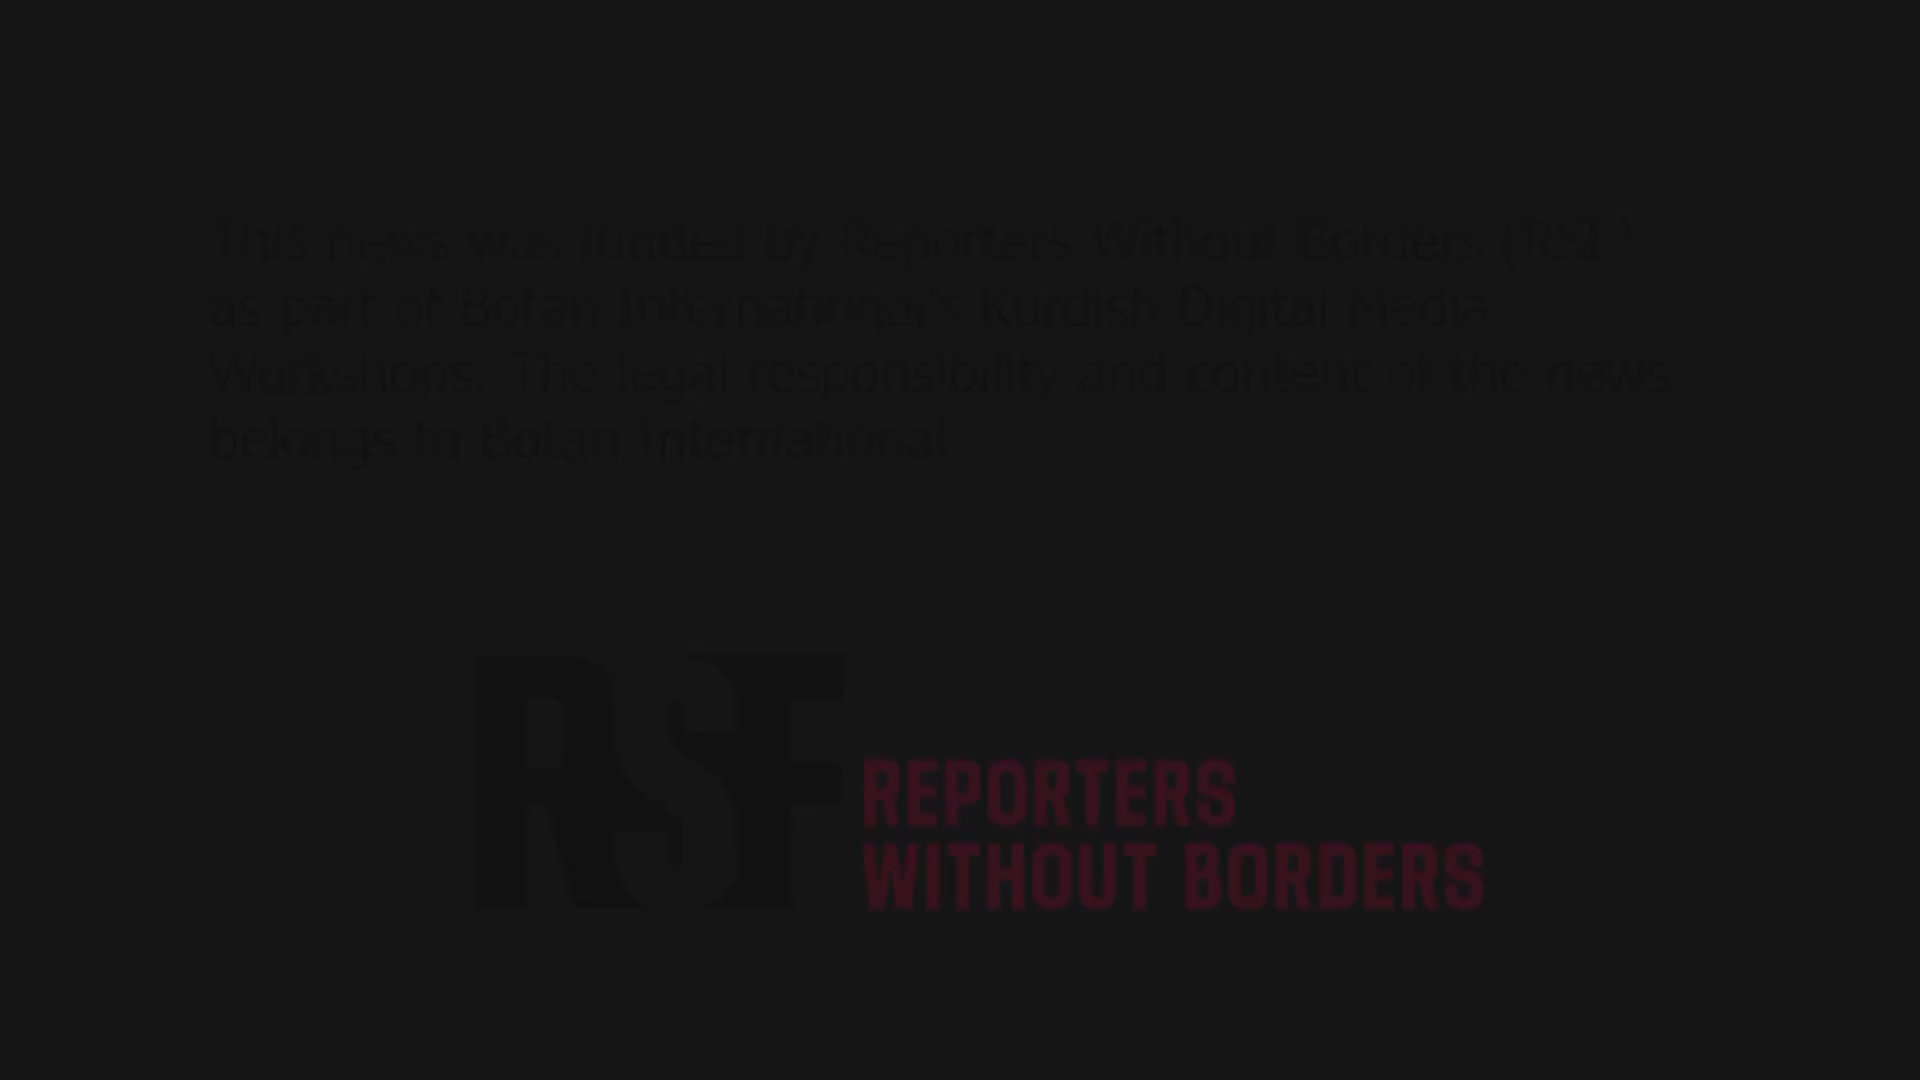 This news was funded by Reporters Without Borders (RSF)
as part of Botan International's Kurdish Digital Media
Workshops. The legal responsibility and content of the news
belongs to Botan International.
RSF
REPORTERS
WITHOUT BORDERS